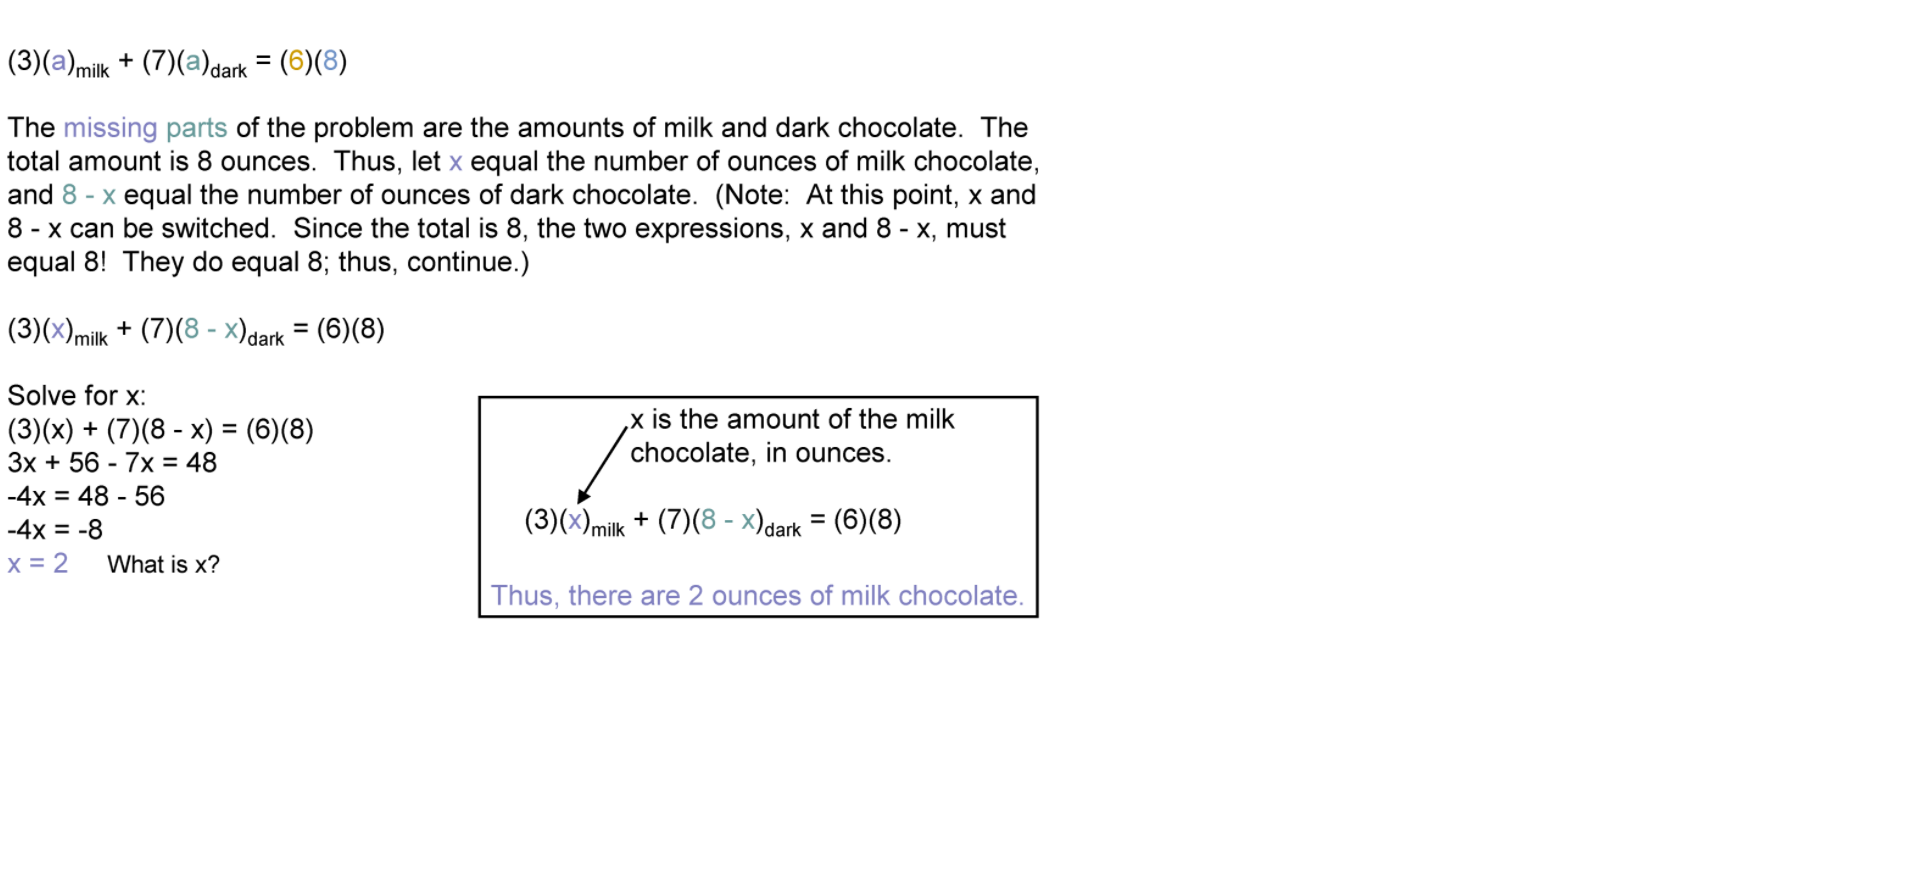 (3)(a)milk + (7)(a)dark = (6)(8)
The missing parts of the problem are the amounts of milk and dark chocolate.  The
total amount is 8 ounces.  Thus, let x equal the number of ounces of milk chocolate,
and 8 - x equal the number of ounces of dark chocolate.  (Note:  At this point, x and
8 - x can be switched.  Since the total is 8, the two expressions, x and 8 - x, must
equal 8!  They do equal 8; thus, continue.)
(3)(x)milk + (7)(8 - x)dark = (6)(8)
Solve for x:
(3)(x) + (7)(8 - x) = (6)(8)
3x + 56 - 7x = 48
-4x = 48 - 56
-4x = -8
x = 2 What is x?
x is the amount of the milk
chocolate, in ounces.
(3)(x)milk + (7)(8 - x)dark = (6)(8)
Thus, there are 2 ounces of milk chocolate.